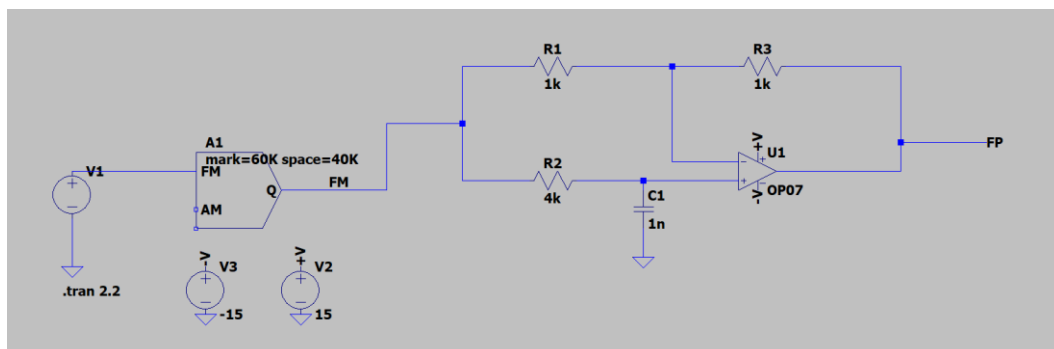 R1
1k
R3
1k
A1
mark=60K space=40K
FM
AM
Q
FM
V1
R2
4k
C1
1n
+V
U1
-V
OP07
FP
-V
V3
-15
+V
V2
15
.tran 2.2